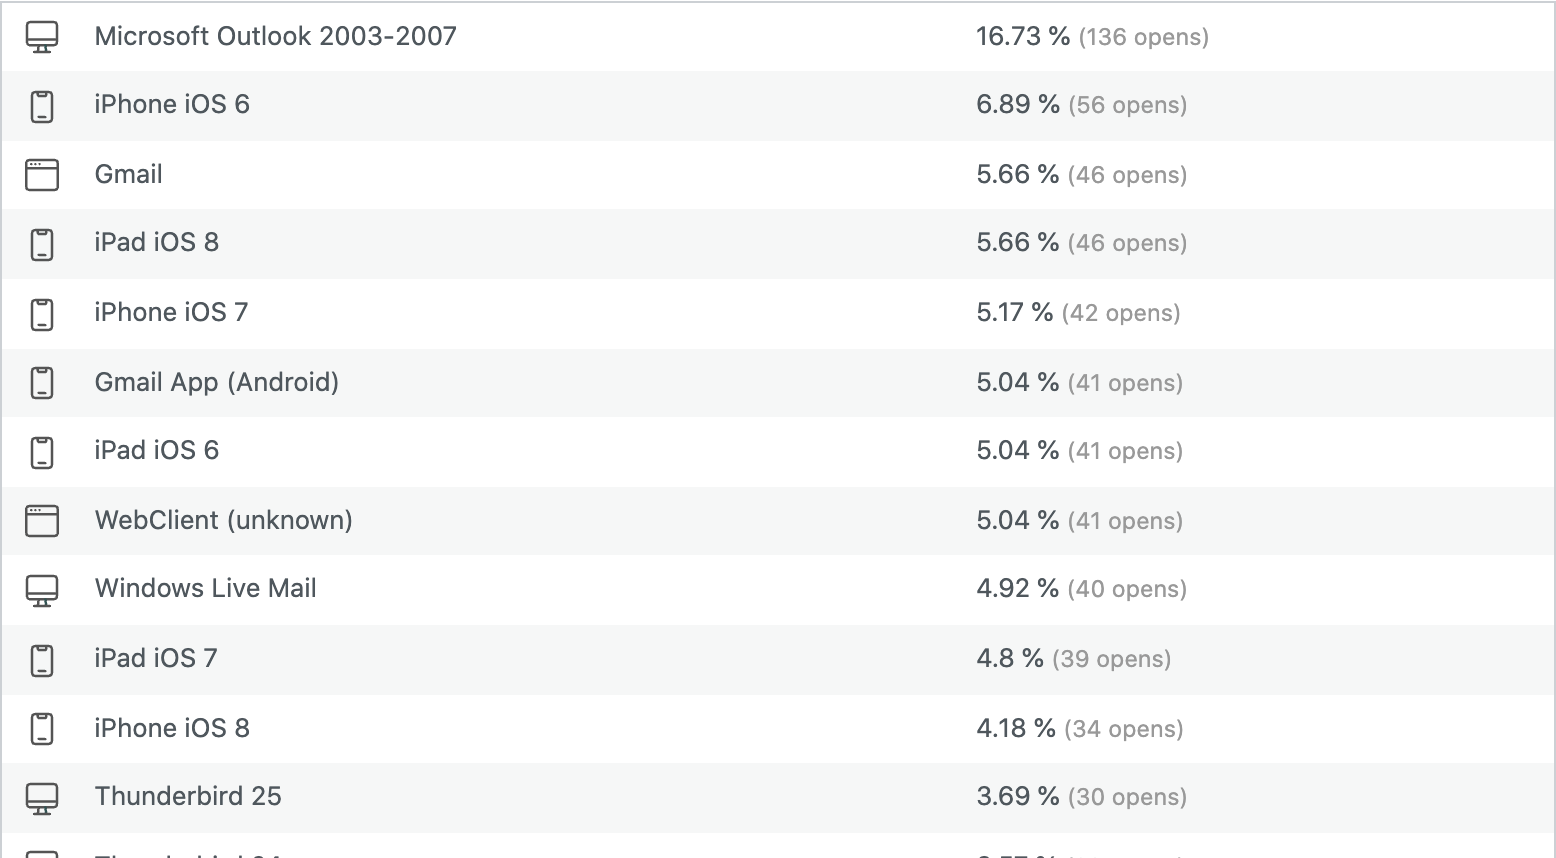 Microsoft Outlook 2003-2007 16.73 % (136 opens)
iPhone iOS 6 6.89 % (56 opens)
Gmail 5.66 % (46 opens)
iPad iOS 8 5.66 % (46 opens)
iPhone iOS 7 5.17 % (42 opens)
Gmail App (Android) 5.04 % (41 opens)
iPad iOS 6 5.04 % (41 opens)
WebClient (unknown) 5.04 % (41 opens)
Windows Live Mail 4.92 % (40 opens)
iPad iOS 7 4.8 % (39 opens)
iPhone iOS 8 4.18 % (34 opens)
Thunderbird 25 3.69 % (30 opens)